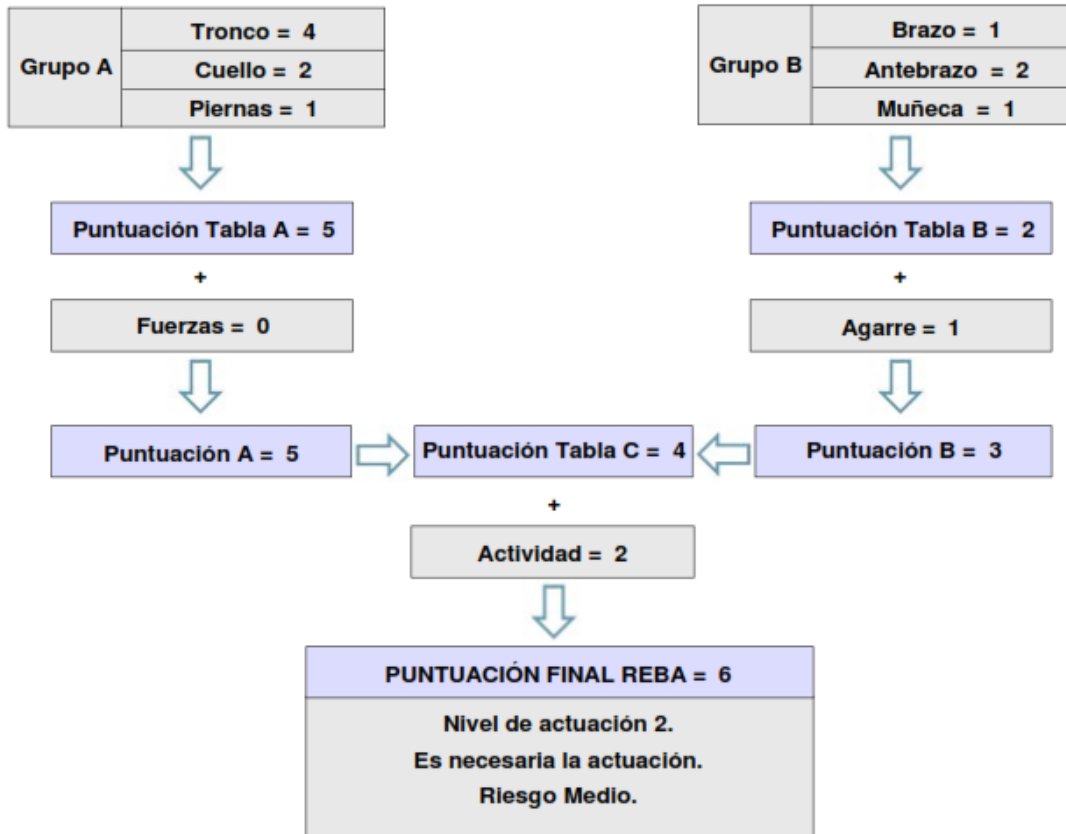 Grupo A
Tronco = 4
Cuello = 2
Piernas = 1
Grupo B
Brazo = 1
Antebrazo = 2
Muñeca = 1
Puntuación Tabla A = 5
Puntuación Tabla B = 2
+
+
Fuerzas = 0
Agarre = 1
Puntuación A = 5
Puntuación Tabla C = 4
Puntuación B = 3
+
Actividad = 2
PUNTUACIÓN FINAL REBA = 6
Nivel de actuación 2.
Es necesaria la actuación.
Riesgo Medio.